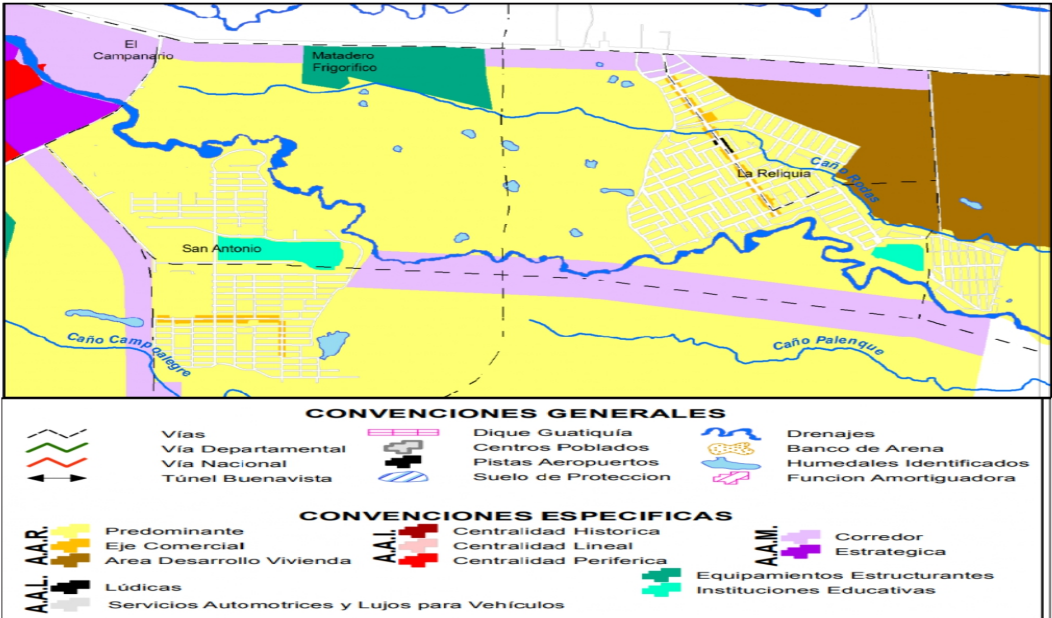 El
Campanario
Matadero
Frigorifico
Caño Rodas
La Reliquia
San Antonio
Caño Campoalegre
Caño Palenque
CONVENCIONES GENERALES
Vías
Dique Guatiquía
Drenajes
Vía Departamental
Centros Poblados
Banco de Arena
Vía Nacional
Pistas Aeropuertos
Humedales Identificados
Túnel Buenavista
Suelo de Proteccion
Función Amortiguadora
CONVENCIONES ESPECIFICAS
A.A.R.
Predominante
Eje Comercial
Area Desarrollo Vivienda
A.A.I.
Centralidad Historica
Centralidad Lineal
Centralidad Periferica
A.A.M.
Corredor
Estrategica
A.A.L.
Lúdicas
Servicios Automotrices y Lujos para Vehículos
Equipamientos Estructurantes
Instituciones Educativas